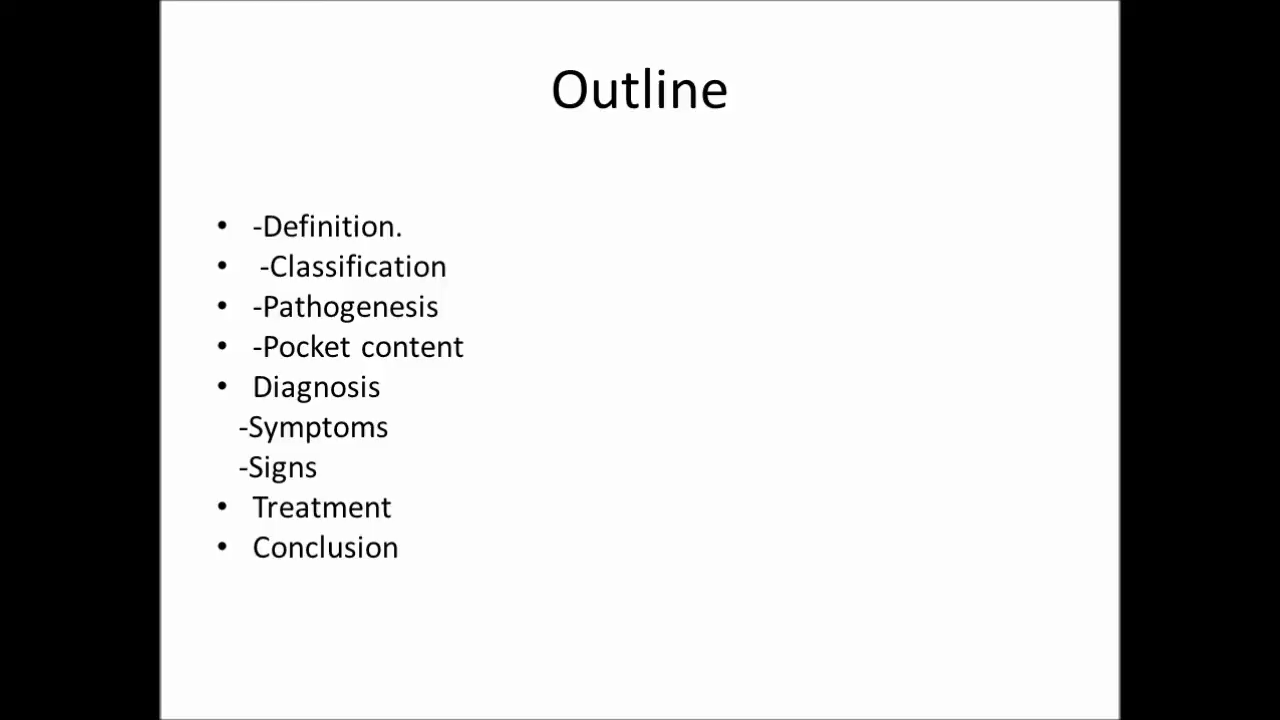 Outline
• -Definition.
• -Classification
• -Pathogenesis
• -Pocket content
• Diagnosis
-Symptoms
-Signs
• Treatment
• Conclusion